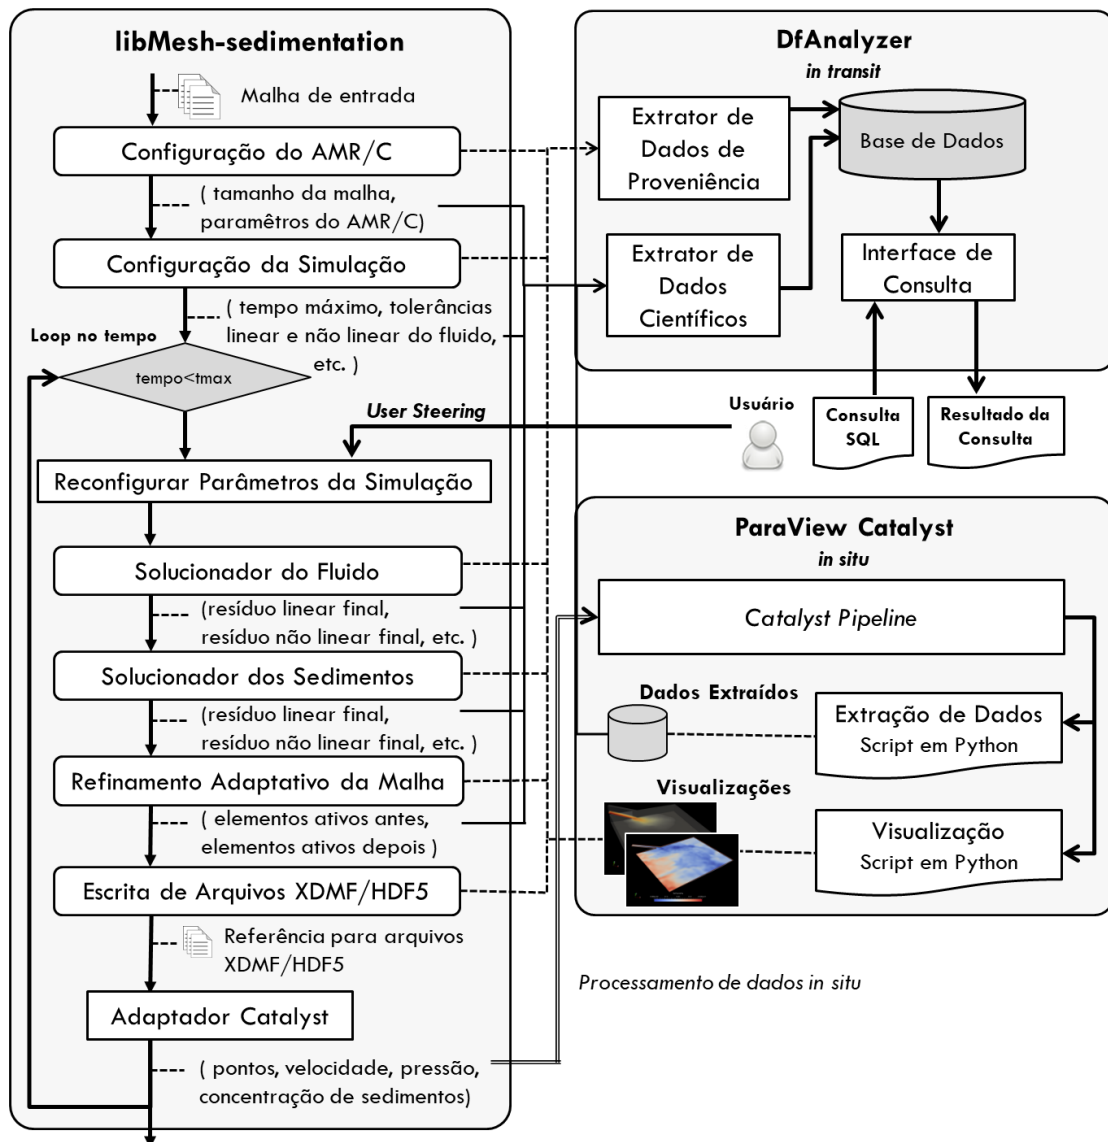 libMesh-sedimentation
Malha de entrada
Configuração do AMR/C
( tamanho da malha,
paramêtros do AMR/C)
Configuração da Simulação
( tempo máximo, tolerâncias
linear e não linear do fluido,
etc. )
Loop no tempo
tempo<tmax
User Steering
Reconfigurar Parâmetros da Simulação
Solucionador do Fluido
(resíduo linear final,
resíduo não linear final, etc. )
Solucionador dos Sedimentos
(resíduo linear final,
resíduo não linear final, etc. )
Refinamento Adaptativo da Malha
( elementos ativos antes,
elementos ativos depois )
Escrita de Arquivos XDMF/HDF5
Referência para arquivos
XDMF/HDF5
Adaptador Catalyst
( pontos, velocidade, pressão,
concentração de sedimentos)
DfAnalyzer
in transit
Extrator de
Dados de
Proveniência
Base de Dados
Extrator de
Dados
Científicos
Interface de
Consulta
Usuário
Consulta
SQL
Resultado da
Consulta
ParaView Catalyst
in situ
Catalyst Pipeline
Dados Extraídos
Extração de Dados
Script em Python
Visualizações
Visualização
Script em Python
Processamento de dados in situ